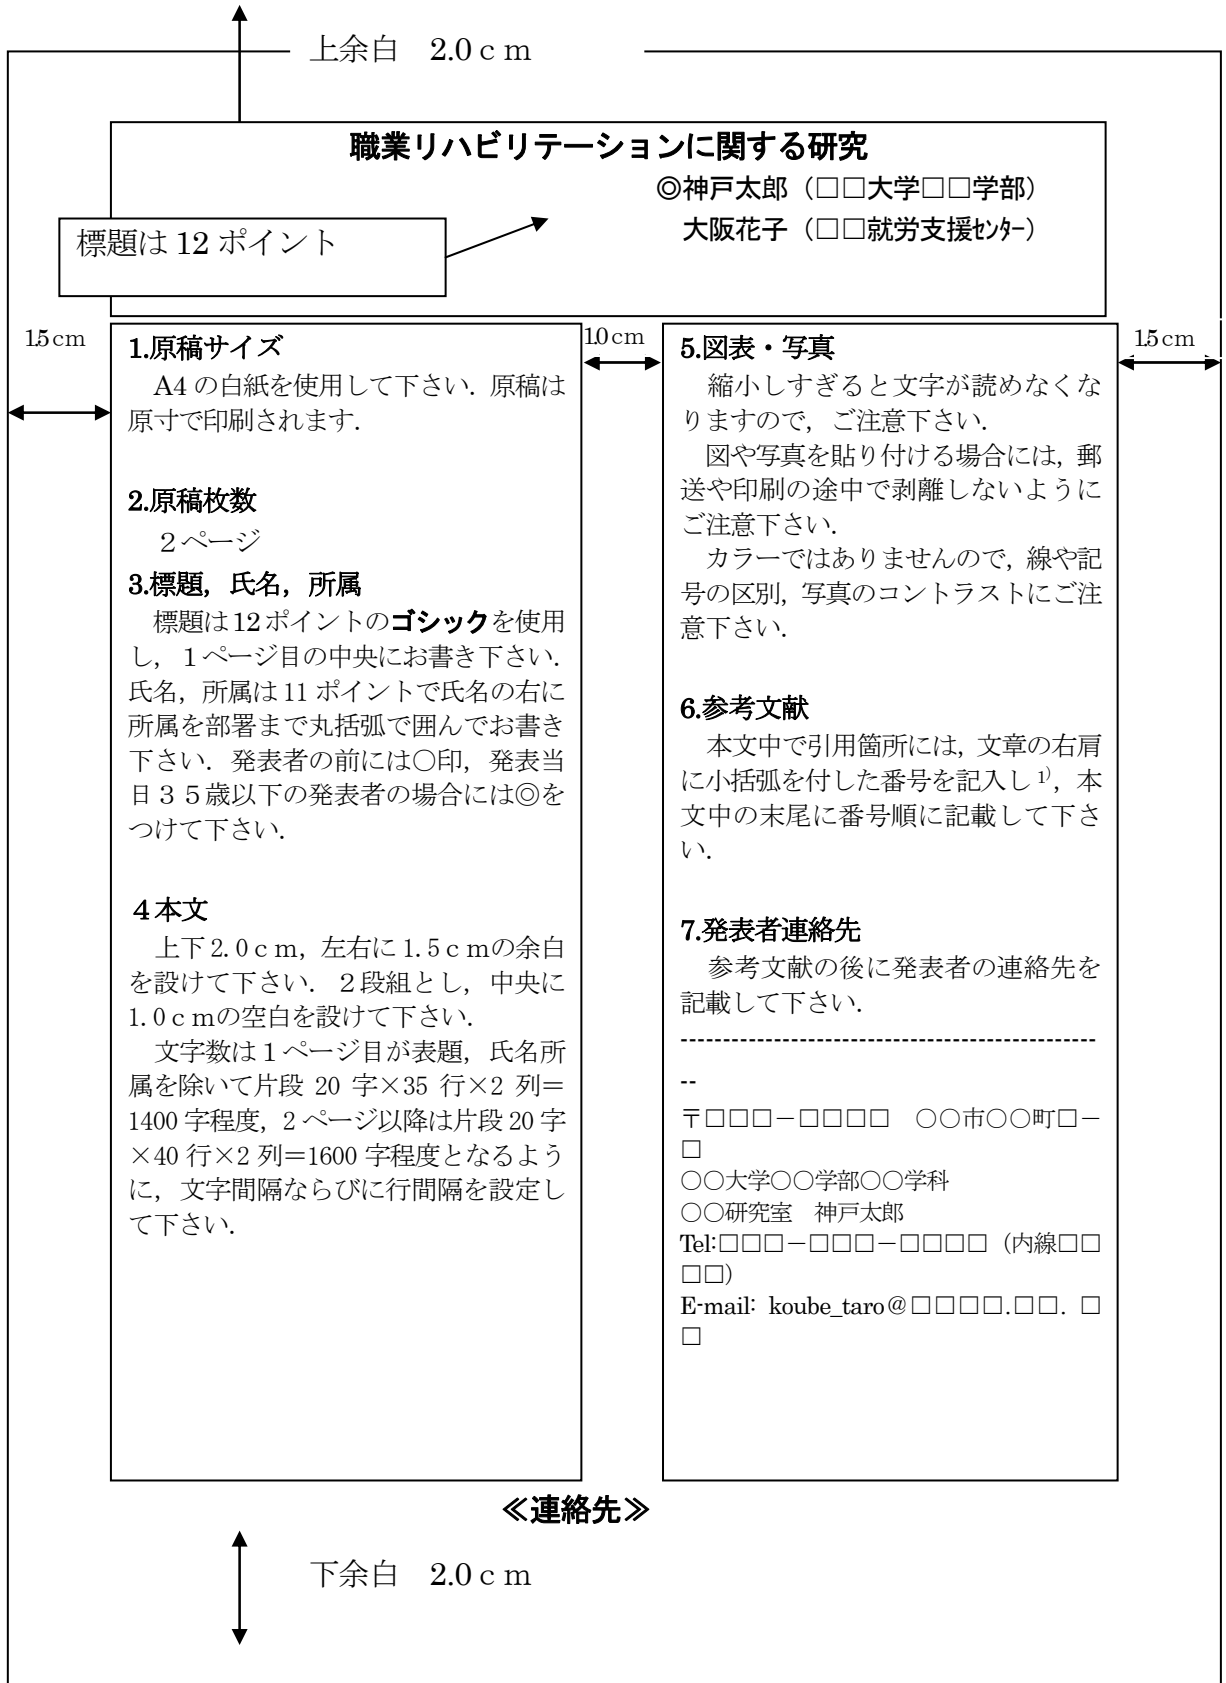 上余白　2.0ｃｍ
職業リハビリテーションに関する研究
◎神戸太郎（□□大学□□学部）
大阪花子（□□就労支援ｾﾝﾀｰ）
標題は 12 ポイント
1.5cm
1.0cm
1.5cm
1.原稿サイズ
A4 の白紙を使用して下さい．原稿は
原寸で印刷されます．
2.原稿枚数
２ページ
3.標題，氏名，所属
標題は12ポイントのゴシックを使用
し，１ページ目の中央にお書き下さい．
氏名，所属は 11 ポイントで氏名の右に
所属を部署まで丸括弧で囲んでお書き
下さい．発表者の前には○印，発表当
日３５歳以下の発表者の場合には◎を
つけて下さい．
４本文
上下2.0ｃｍ，左右に1.5ｃｍの余白
を設けて下さい．２段組とし，中央に
1.0ｃｍの空白を設けて下さい．
文字数は１ページ目が表題，氏名所
属を除いて片段 20 字×35 行×2 列＝
1400 字程度，2 ページ以降は片段 20 字
×40 行×2 列＝1600 字程度となるよう
に，文字間隔ならびに行間隔を設定し
て下さい．
5.図表・写真
縮小しすぎると文字が読めなくな
りますので，ご注意下さい．
図や写真を貼り付ける場合には，郵
送や印刷の途中で剥離しないように
ご注意下さい．
カラーではありませんので，線や記
号の区別，写真のコントラストにご注
意下さい．
6.参考文献
本文中で引用箇所には，文章の右肩
に小括弧を付した番号を記入し 1)，本
文中の末尾に番号順に記載して下さ
い．
7.発表者連絡先
参考文献の後に発表者の連絡先を
記載して下さい．
--------------------------------------------------
--
〒□□□－□□□□　○○市○○町□－
□
○○大学○○学部○○学科
○○研究室　神戸太郎
Tel:□□□－□□□－□□□□（内線□□
□□）
E-mail: koube_taro@□□□□.□□. □
□
≪連絡先≫
下余白　2.0ｃｍ